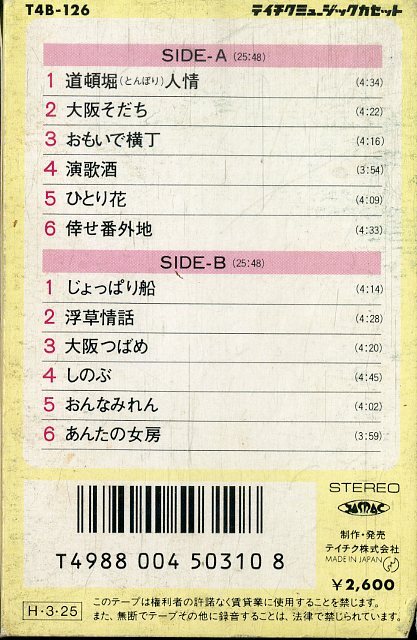 T4B-126 テイチクミュージックカセット
SIDE-A (25:48)
1 道頓堀(とんぼり)人情 (4:34)
2 大阪そだち (4:22)
3 おもいで横丁 (4:16)
4 演歌酒 (3:54)
5 ひとり花 (4:09)
6 倖せ番外地 (4:33)
SIDE-B (25:48)
1 じょっぱり船 (4:14)
2 浮草情話 (4:28)
3 大阪つばめ (4:20)
4 しのぶ (4:45)
5 おんなみれん (4:02)
6 あんたの女房 (3:59)
STEREO
制作・発売
テイチク株式会社
MADE IN JAPAN
T4988 004 50310 8
¥2,600
H・3・25
このテープは権利者の許諾なく賃貸業に使用することを禁じます。
また、無断でテープその他に録音することは、法律で禁じられています。